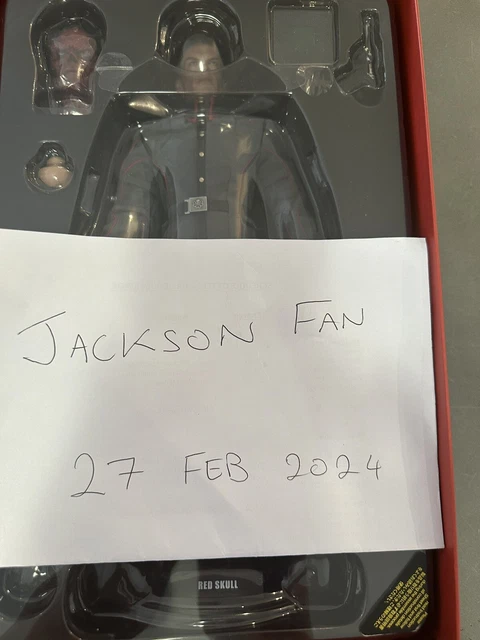 JACKSON FAN
27 FEB 2024
RED SKULL